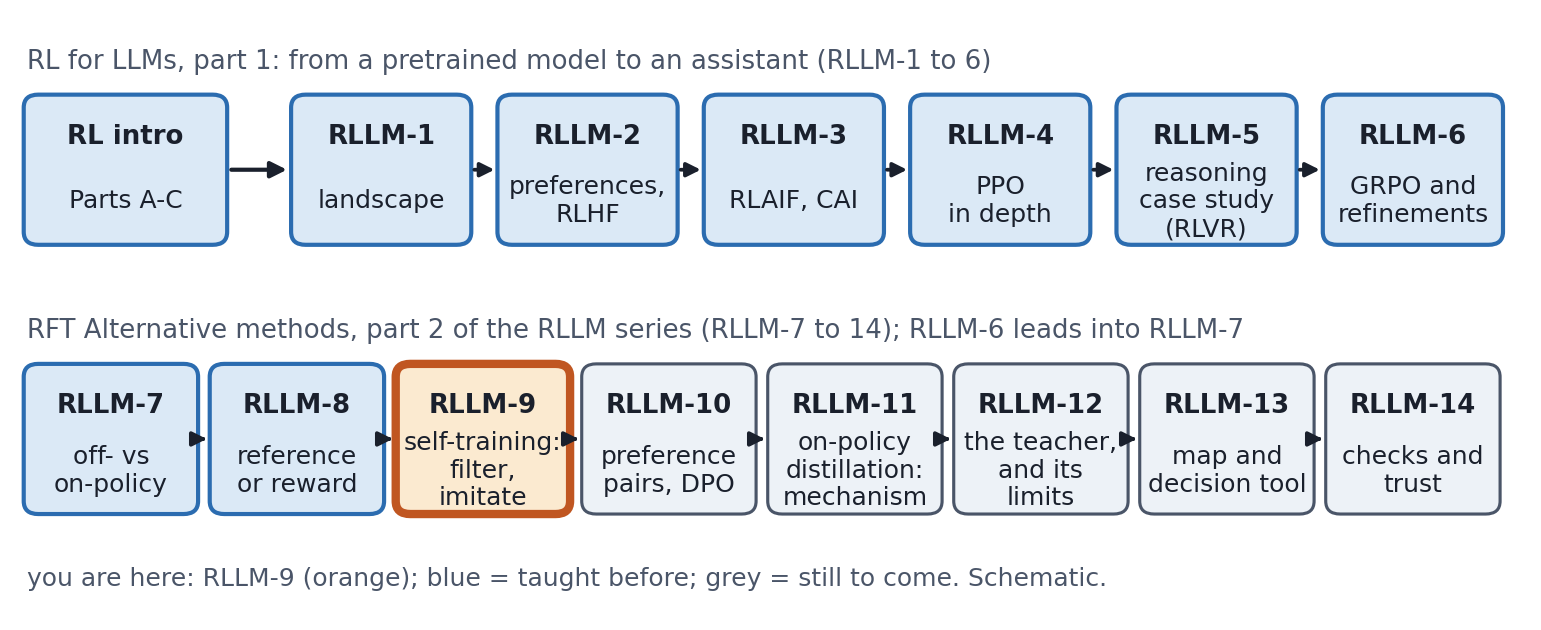 RL for LLMs, part 1: from a pretrained model to an assistant (RLLM-1 to 6)
RL intro
Parts A-C
RLLM-1
landscape
RLLM-2
preferences,
RLHF
RLLM-3
RLAIF, CAI
RLLM-4
PPO
in depth
RLLM-5
reasoning
case study
(RLVR)
RLLM-6
GRPO and
refinements
RFT Alternative methods, part 2 of the RLLM series (RLLM-7 to 14); RLLM-6 leads into RLLM-7
RLLM-7
off- vs
on-policy
RLLM-8
reference
or reward
RLLM-9
self-training:
filter,
imitate
RLLM-10
preference
pairs, DPO
RLLM-11
on-policy
distillation:
mechanism
RLLM-12
the teacher,
and its
limits
RLLM-13
map and
decision tool
RLLM-14
checks and
trust
you are here: RLLM-9 (orange); blue = taught before; grey = still to come. Schematic.